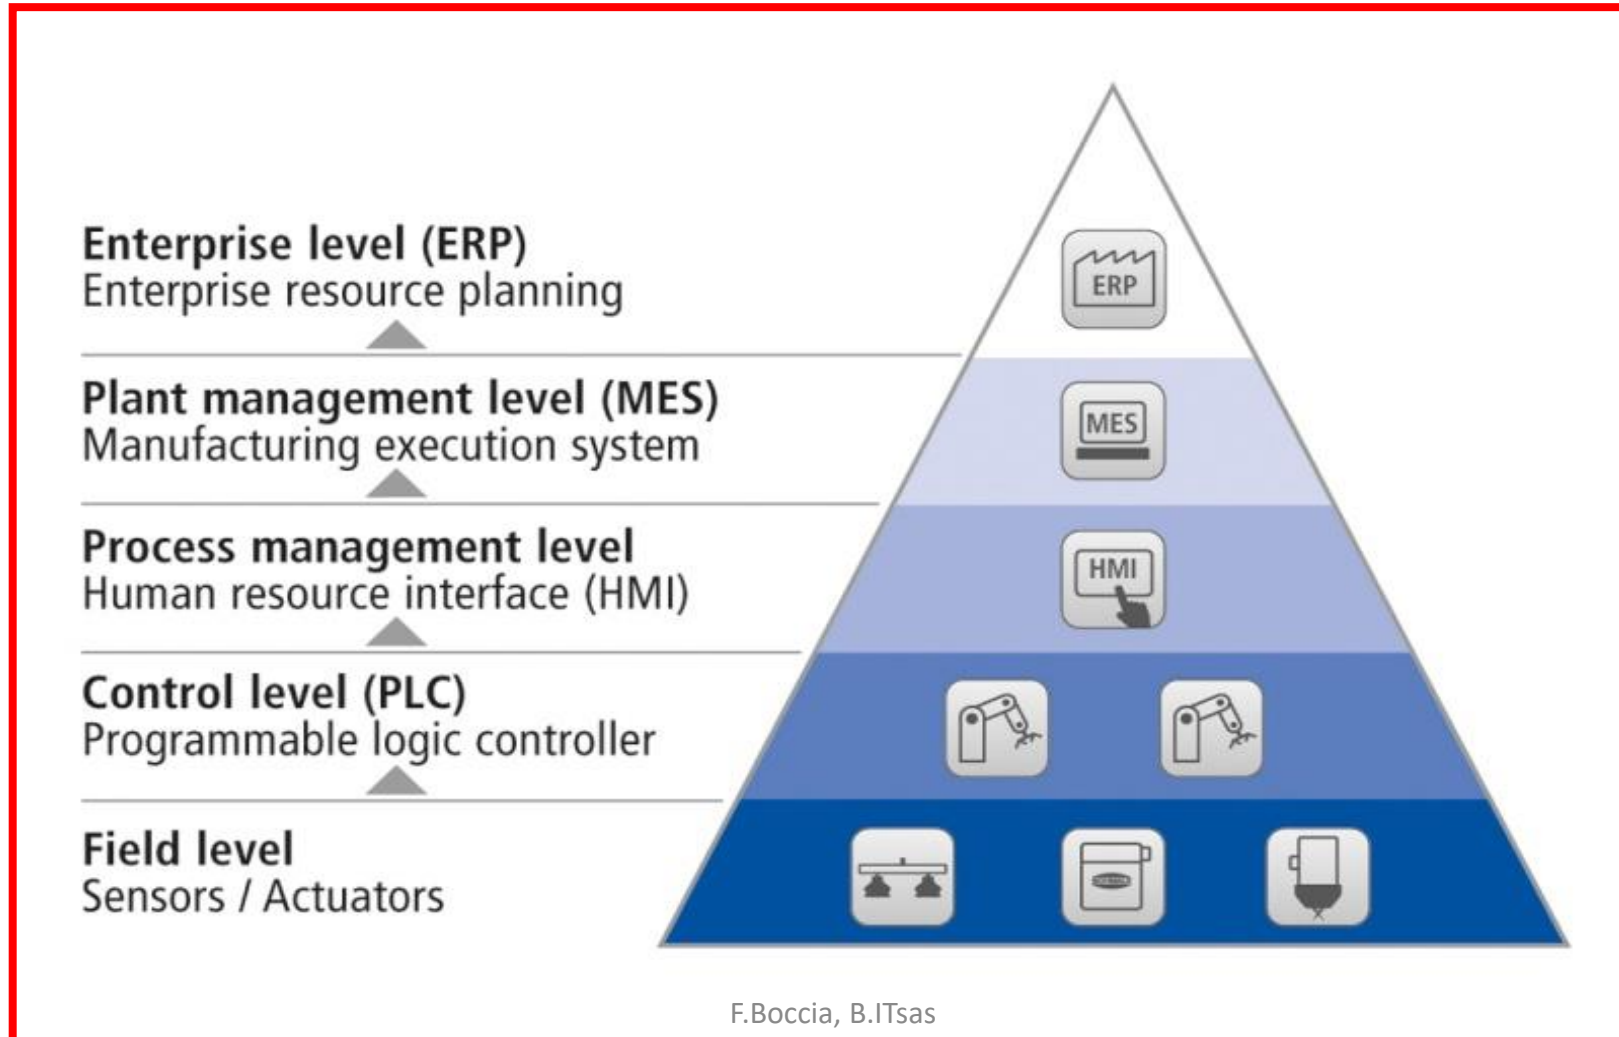 Enterprise level (ERP)
Enterprise resource planning
ERP
Plant management level (MES)
Manufacturing execution system
MES
Process management level
Human resource interface (HMI)
HMI
Control level (PLC)
Programmable logic controller
Field level
Sensors / Actuators
F.Boccia, B.ITsas